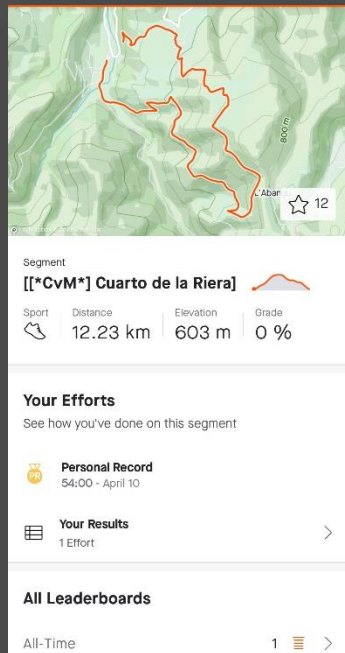 800 m
L'Aban
12
Segment
[[*CvM*] Cuarto de la Riera]
Sport
Distance
Elevation
Grade
12.23 km
603 m
0 %
Your Efforts
See how you've done on this segment
PR
Personal Record
54:00 - April 10
Your Results
1 Effort
All Leaderboards
All-Time
1